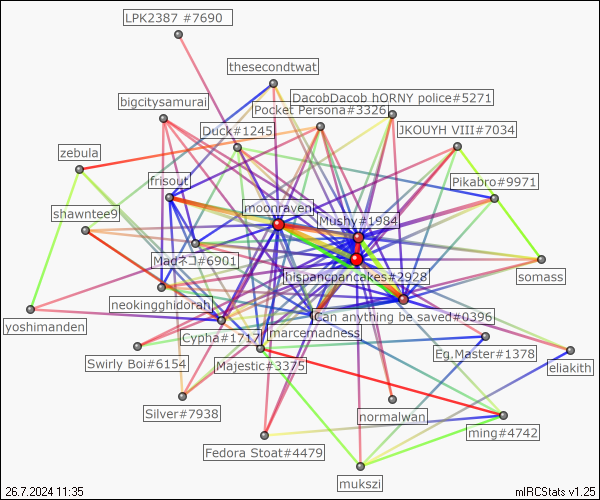 LPK2387 #7690
thesecondtwat
bigcitysamurai
DacobDacob hORNY police#5271
Pocket Persona#3326
Duck#1245
JKOUYH VIII#7034
zebula
frisout
Pikabro#9971
shawntee9
moonraven
Mushy#1984
Madネコ#6901
hispancpancakes#2928
somass
neokingghidorah
Can anything be saved#0396
yoshimanden
Cypha#1717
marcemadness
Swirly Boi#6154
Majestic#3375
Eg.Master#1378
eliakith
Silver#7938
normalwan
ming#4742
Fedora Stoat#4479
mukszi
26.7.2024 11:35
mIRCStats v1.25